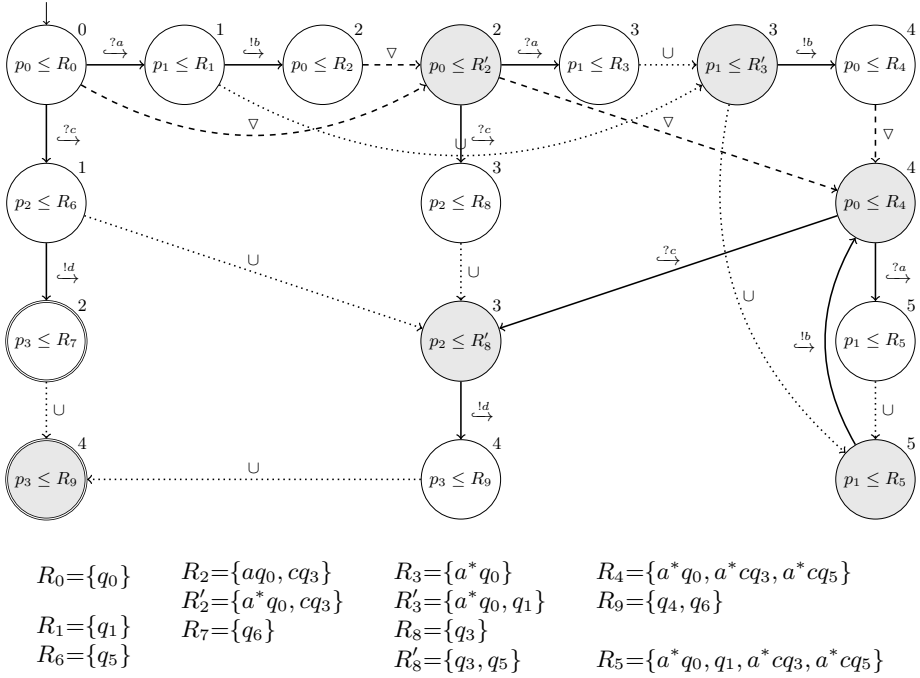 0 1 2 2 3 3 4
p₀ ≤ R₀ ?a p₁ ≤ R₁ !b p₀ ≤ R₂ ∇ p₀ ≤ R′₂ ?a p₁ ≤ R₃ ∪ p₁ ≤ R′₃ !b p₀ ≤ R₄
?c ∇ ∪ ?c ∇ ∇
1 3 4
p₂ ≤ R₆ p₂ ≤ R₈ p₀ ≤ R₄
!d ∪ ∪ ?c ?a
2 3 ∪ 5
p₃ ≤ R₇ p₂ ≤ R′₈ !b p₁ ≤ R₅
∪ !d ∪
4 4 5
p₃ ≤ R₉ ∪ p₃ ≤ R₉ p₁ ≤ R₅
R₀={q₀} R₂={aq₀, cq₃} R₃={a*q₀} R₄={a*q₀, a*cq₃, a*cq₅}
R′₂={a*q₀, cq₃} R′₃={a*q₀, q₁} R₉={q₄, q₆}
R₁={q₁} R₇={q₆} R₈={q₃}
R₆={q₅} R′₈={q₃, q₅} R₅={a*q₀, q₁, a*cq₃, a*cq₅}